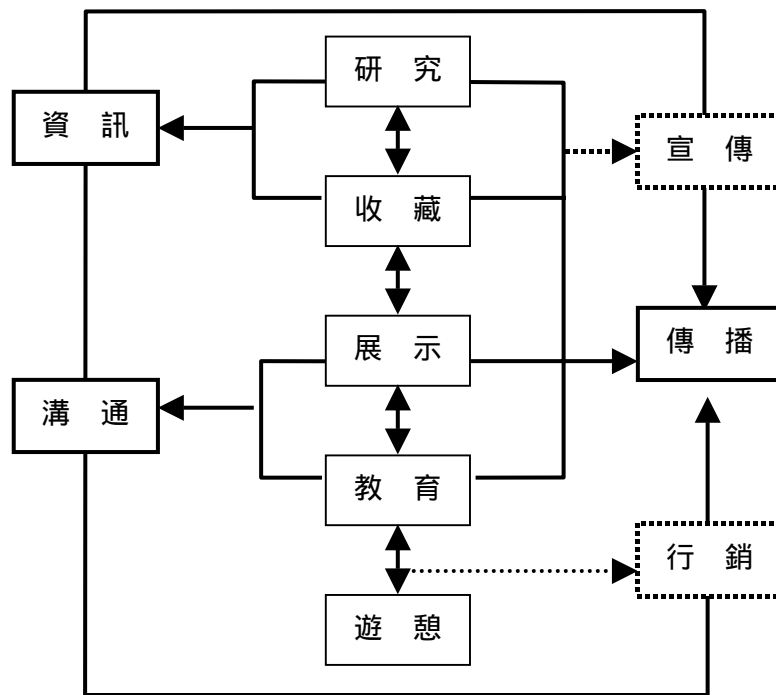 研　究
資　訊
宣　傳
收　藏
傳　播
展　示
溝　通
教　育
行　銷
遊　憩